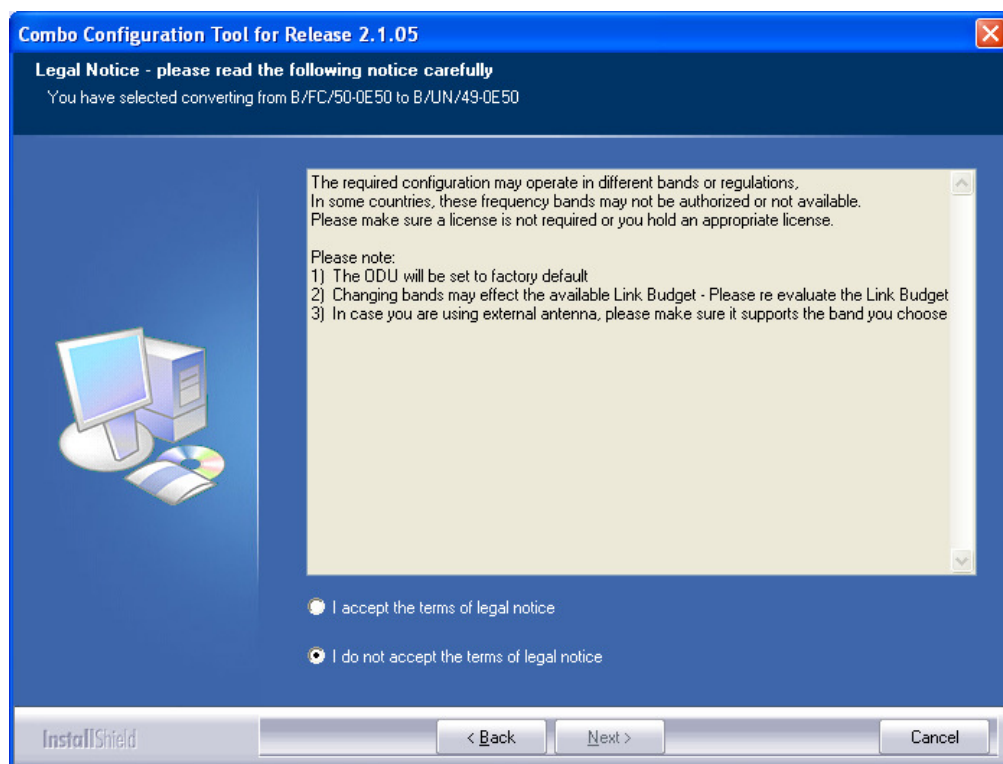 Combo Configuration Tool for Release 2.1.05
Legal Notice - please read the following notice carefully
You have selected converting from B/FC/50-0E50 to B/UN/49-0E50
The required configuration may operate in different bands or regulations,
In some countries, these frequency bands may not be authorized or not available.
Please make sure a license is not required or you hold an appropriate license.
Please note:
1) The ODU will be set to factory default
2) Changing bands may effect the available Link Budget - Please re evaluate the Link Budget
3) In case you are using external antenna, please make sure it supports the band you choose
I accept the terms of legal notice
I do not accept the terms of legal notice
InstallShield
< Back
Next >
Cancel